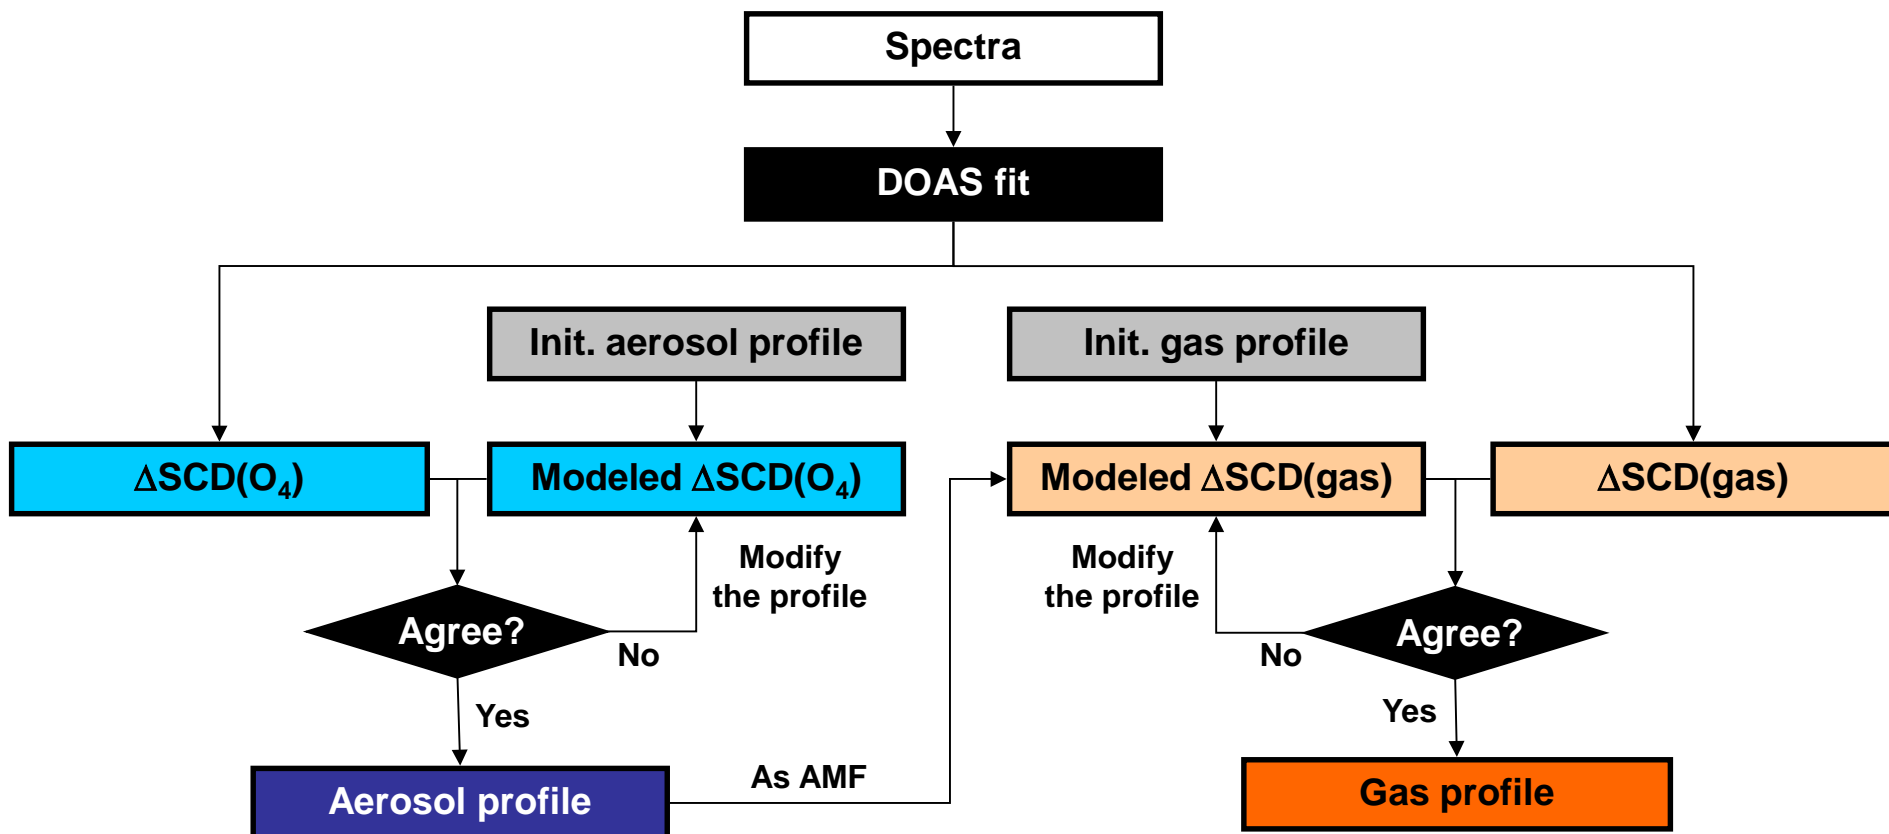 Spectra
DOAS fit
Init. aerosol profile
Init. gas profile
ΔSCD(O₄)
Modeled ΔSCD(O₄)
Modeled ΔSCD(gas)
ΔSCD(gas)
Modify
the profile
Modify
the profile
Agree?
No
Agree?
No
Yes
Yes
As AMF
Aerosol profile
Gas profile